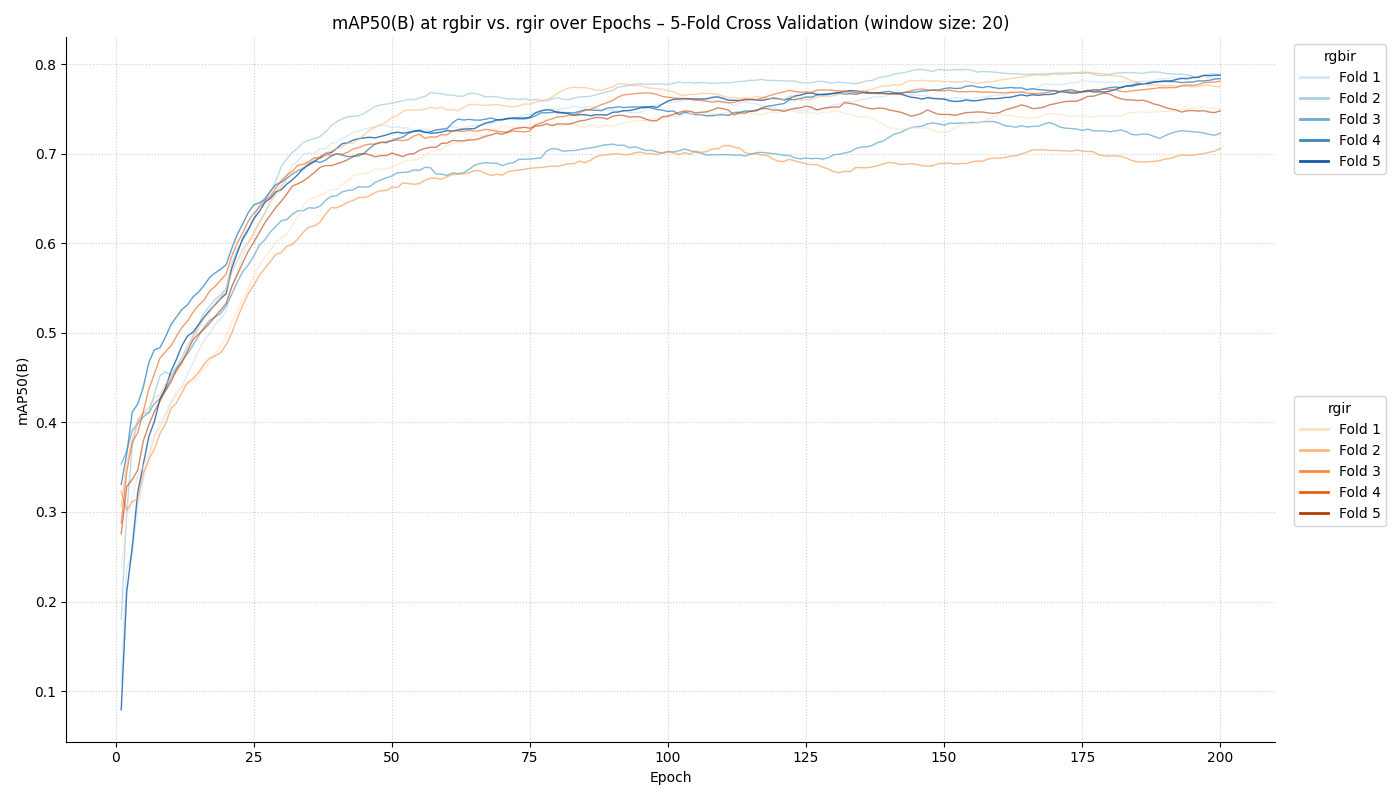 mAP50(B) at rgbir vs. rgir over Epochs – 5-Fold Cross Validation (window size: 20)
mAP50(B)
0.8
0.7
0.6
0.5
0.4
0.3
0.2
0.1
0 25 50 75 100 125 150 175 200
Epoch
rgbir
Fold 1
Fold 2
Fold 3
Fold 4
Fold 5
rgir
Fold 1
Fold 2
Fold 3
Fold 4
Fold 5